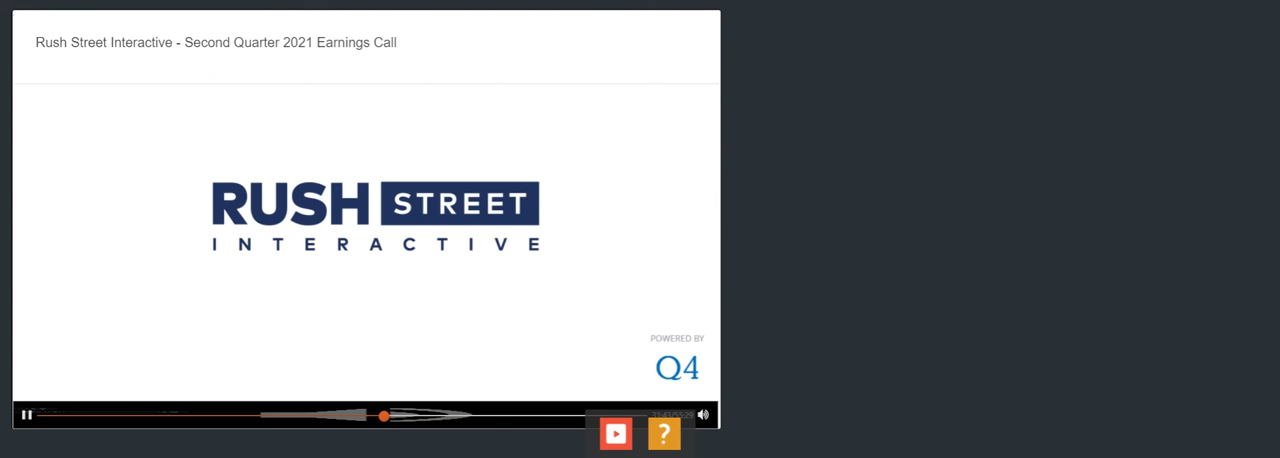 Rush Street Interactive - Second Quarter 2021 Earnings Call
RUSH STREET
INTERACTIVE
POWERED BY
Q4
?